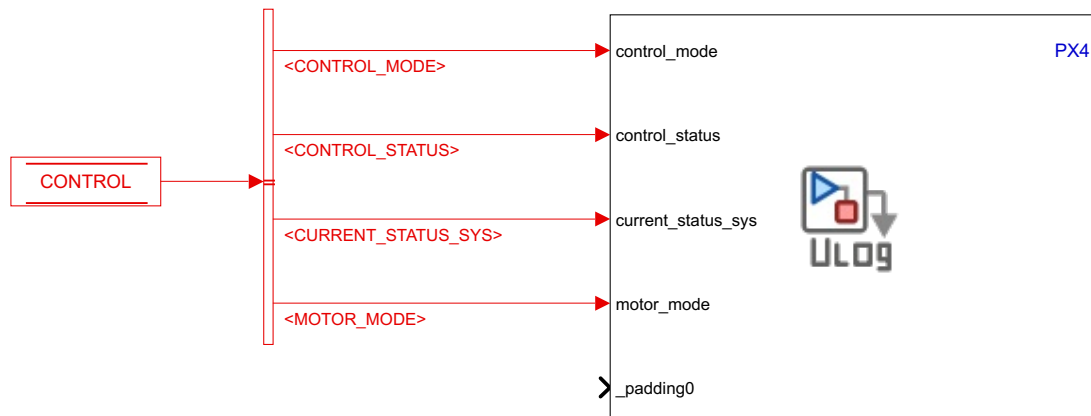 control_mode
PX4
<CONTROL_MODE>
control_status
<CONTROL_STATUS>
CONTROL
current_status_sys
<CURRENT_STATUS_SYS>
Ulog
motor_mode
<MOTOR_MODE>
_padding0